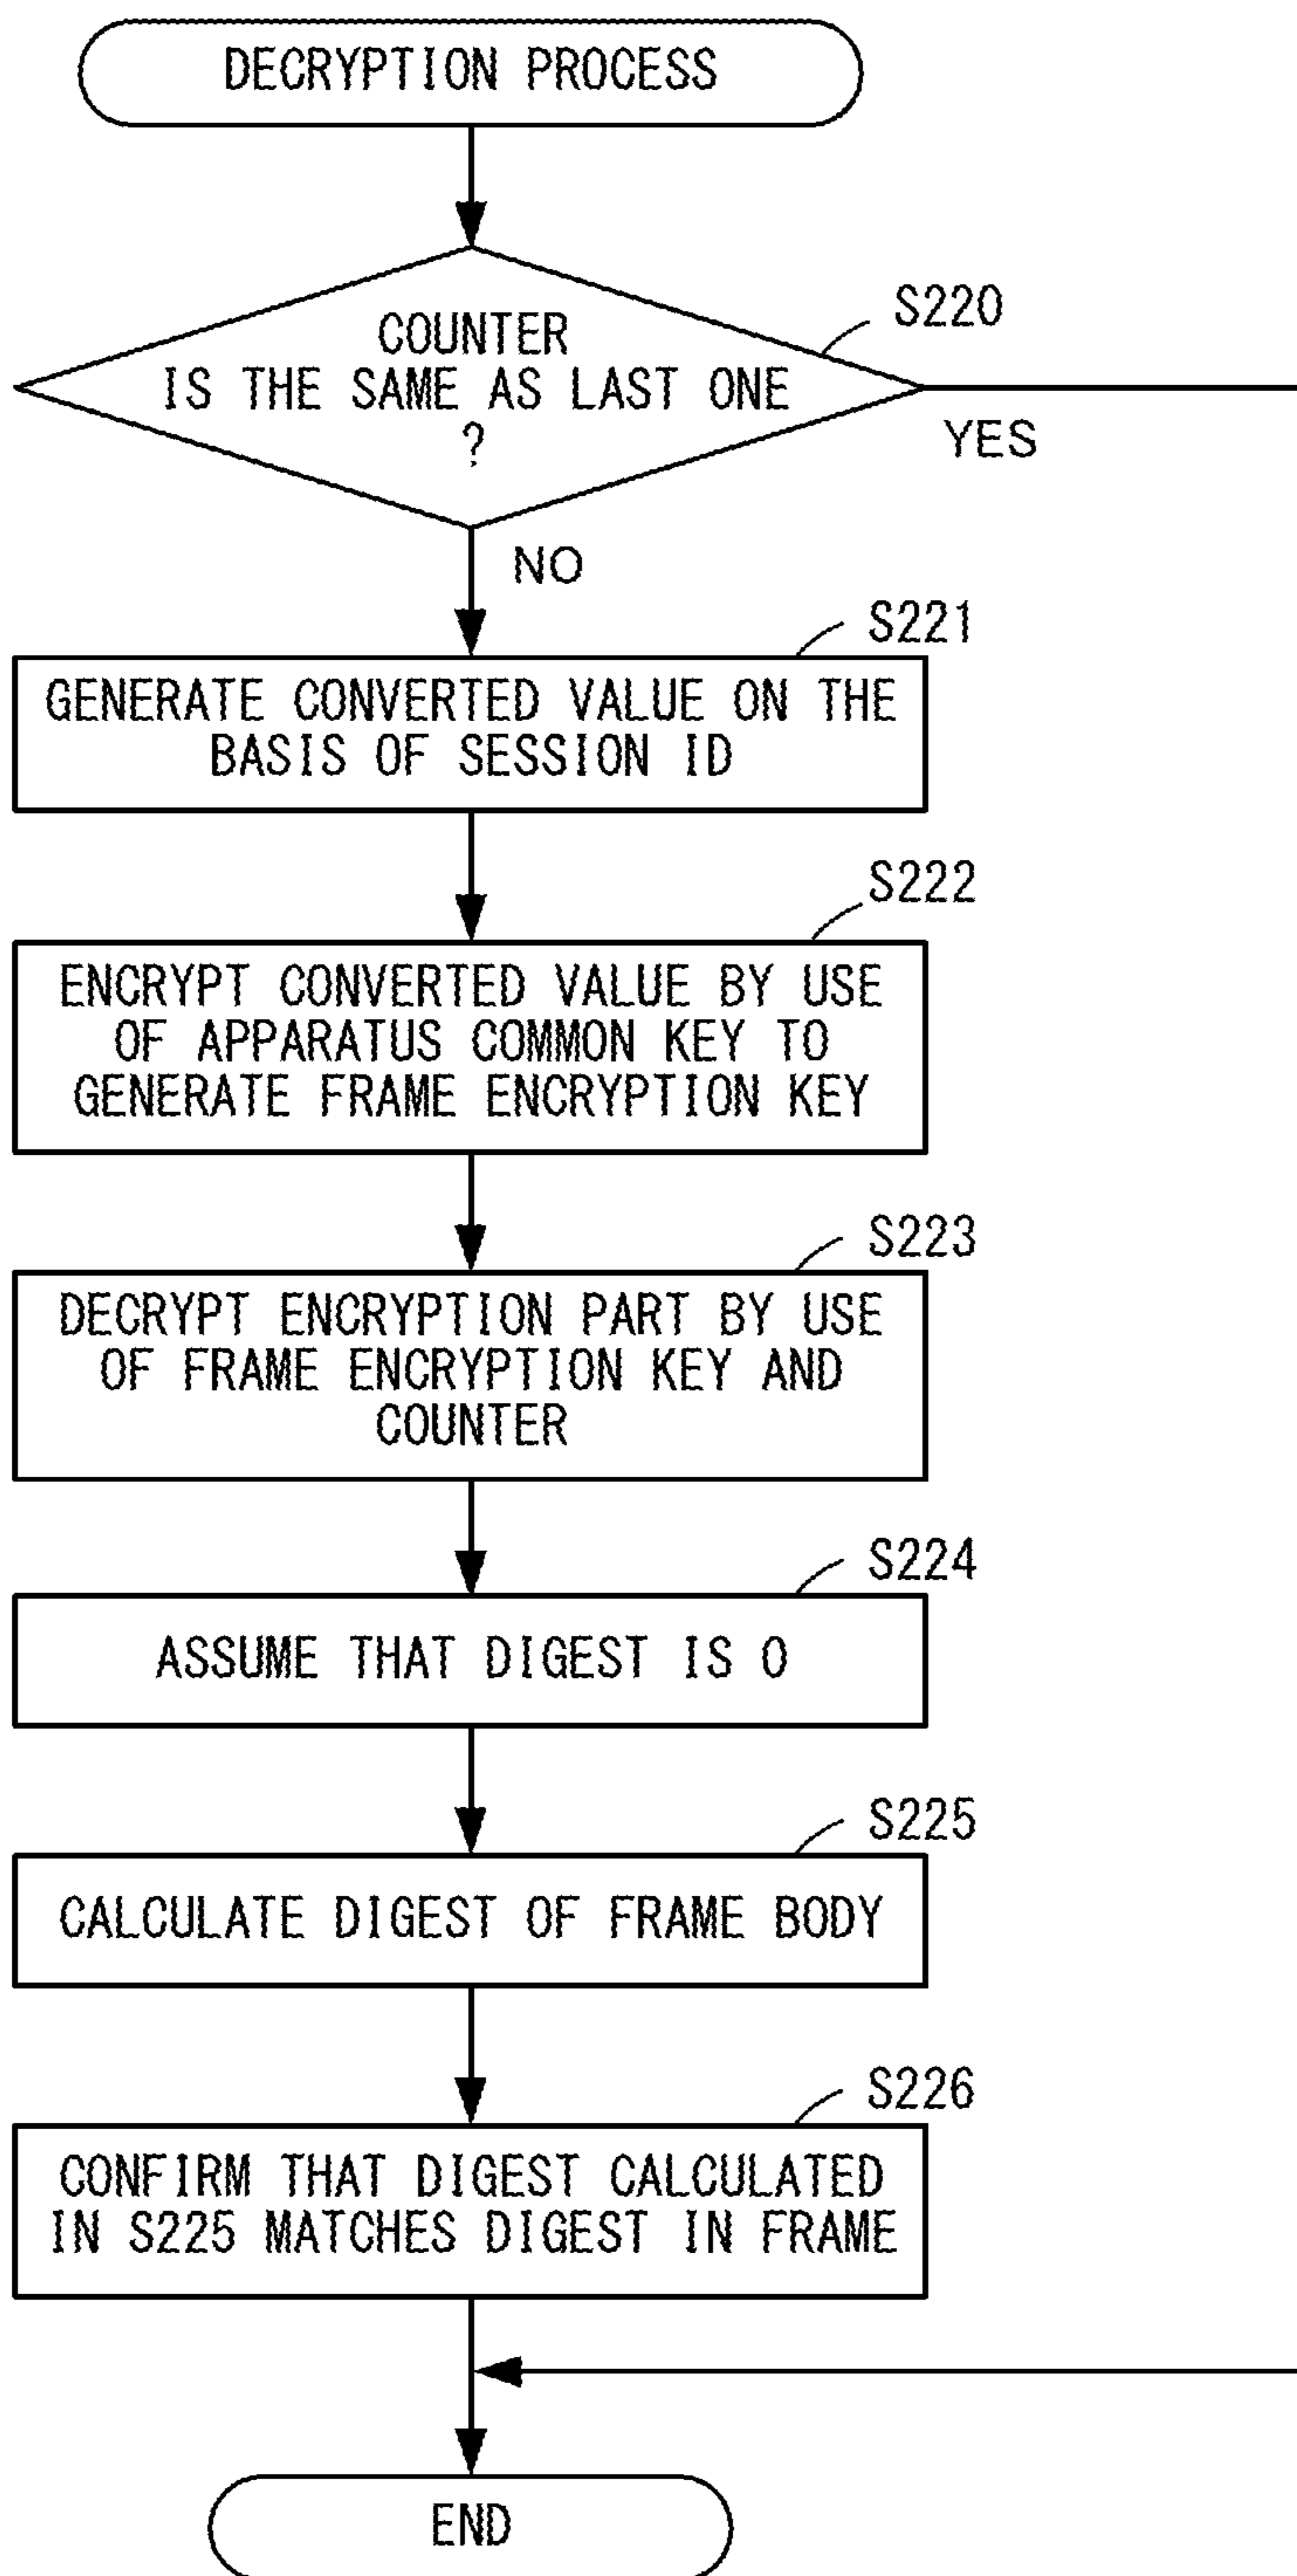 DECRYPTION PROCESS
COUNTER
IS THE SAME AS LAST ONE
?
S220
YES
NO
S221
GENERATE CONVERTED VALUE ON THE
BASIS OF SESSION ID
S222
ENCRYPT CONVERTED VALUE BY USE
OF APPARATUS COMMON KEY TO
GENERATE FRAME ENCRYPTION KEY
S223
DECRYPT ENCRYPTION PART BY USE
OF FRAME ENCRYPTION KEY AND
COUNTER
S224
ASSUME THAT DIGEST IS 0
S225
CALCULATE DIGEST OF FRAME BODY
S226
CONFIRM THAT DIGEST CALCULATED
IN S225 MATCHES DIGEST IN FRAME
END